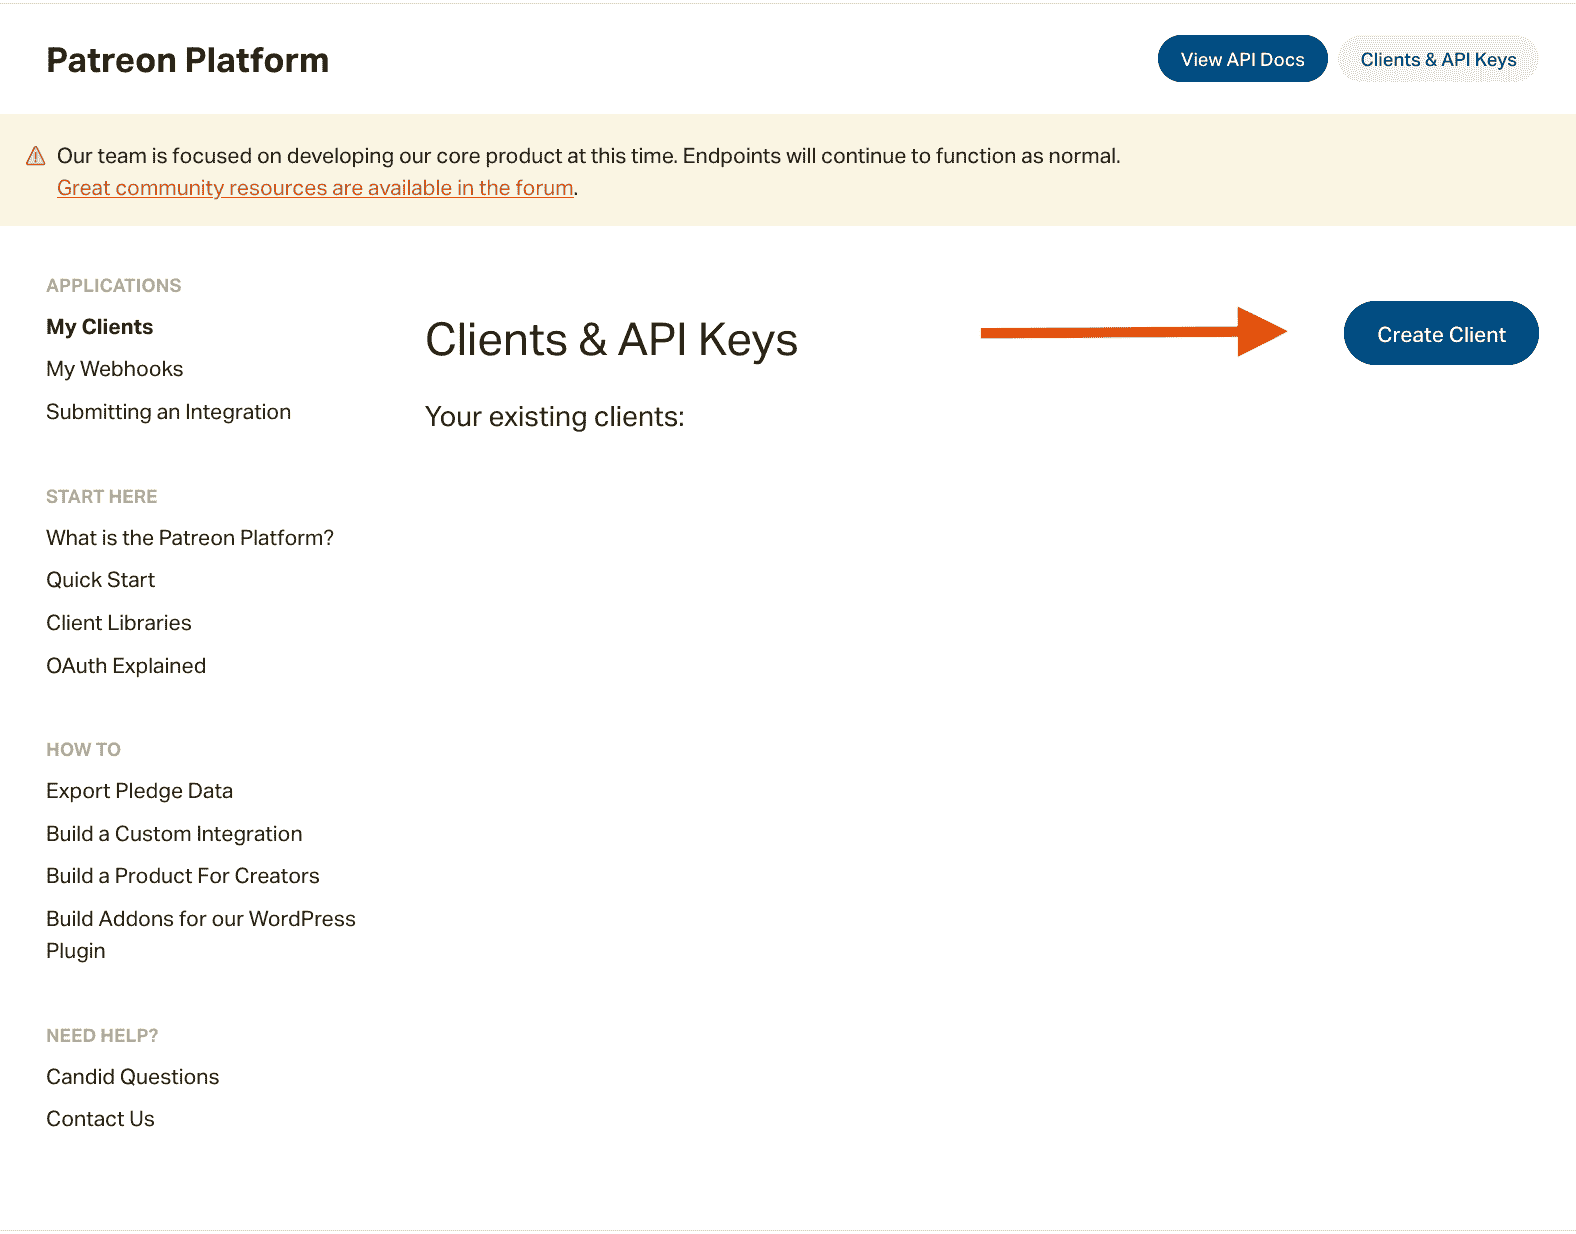 Patreon Platform
View API Docs
Clients & API Keys
Our team is focused on developing our core product at this time. Endpoints will continue to function as normal.
Great community resources are available in the forum.
APPLICATIONS
My Clients
My Webhooks
Submitting an Integration
START HERE
What is the Patreon Platform?
Quick Start
Client Libraries
OAuth Explained
HOW TO
Export Pledge Data
Build a Custom Integration
Build a Product For Creators
Build Addons for our WordPress
Plugin
NEED HELP?
Candid Questions
Contact Us
Clients & API Keys
Create Client
Your existing clients: